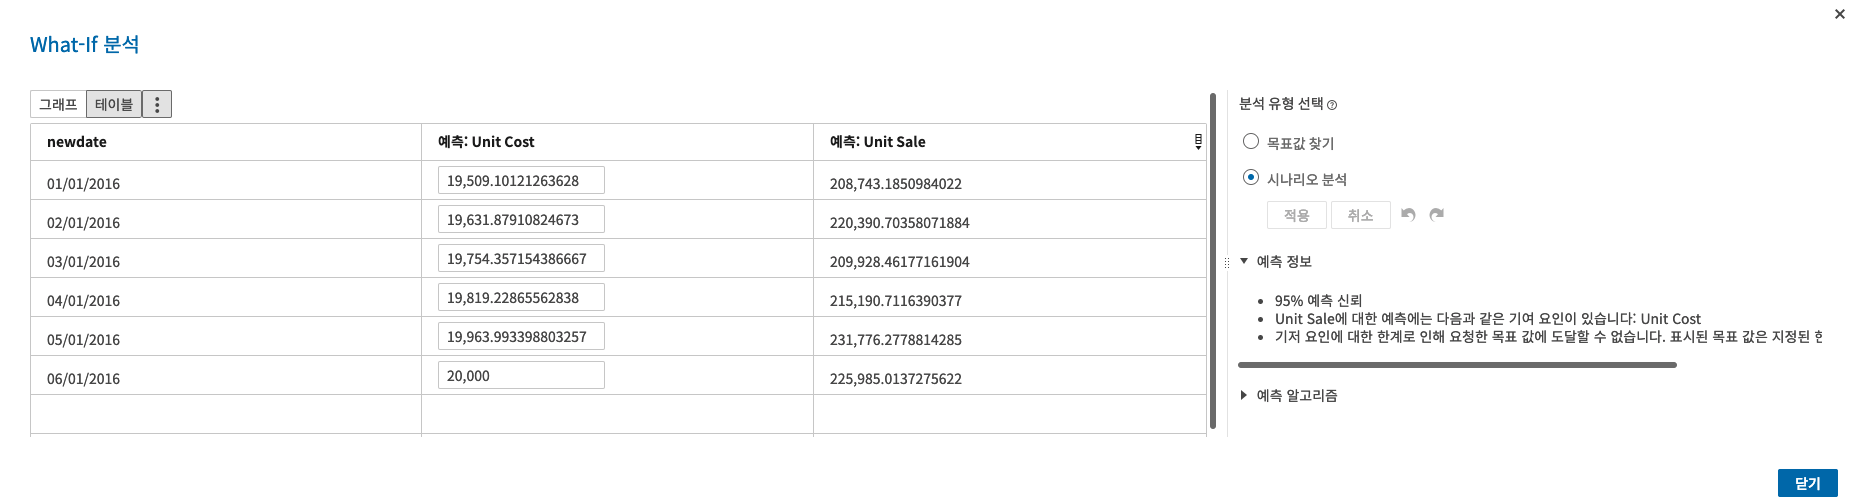 What-If 분석
그래프 테이블
newdate 예측: Unit Cost 예측: Unit Sale
01/01/2016 19,509.10121263628 208,743.1850984022
02/01/2016 19,631.87910824673 220,390.70358071884
03/01/2016 19,754.357154386667 209,928.46177161904
04/01/2016 19,819.22865562838 215,190.7116390377
05/01/2016 19,963.993398803257 231,776.2778814285
06/01/2016 20,000 225,985.0137275622
분석 유형 선택
목표값 찾기
시나리오 분석
적용 취소
예측 정보
95% 예측 신뢰
Unit Sale에 대한 예측에는 다음과 같은 기여 요인이 있습니다: Unit Cost
기저 요인에 대한 한계로 인해 요청한 목표 값에 도달할 수 없습니다. 표시된 목표 값은 지정된
예측 알고리즘
닫기